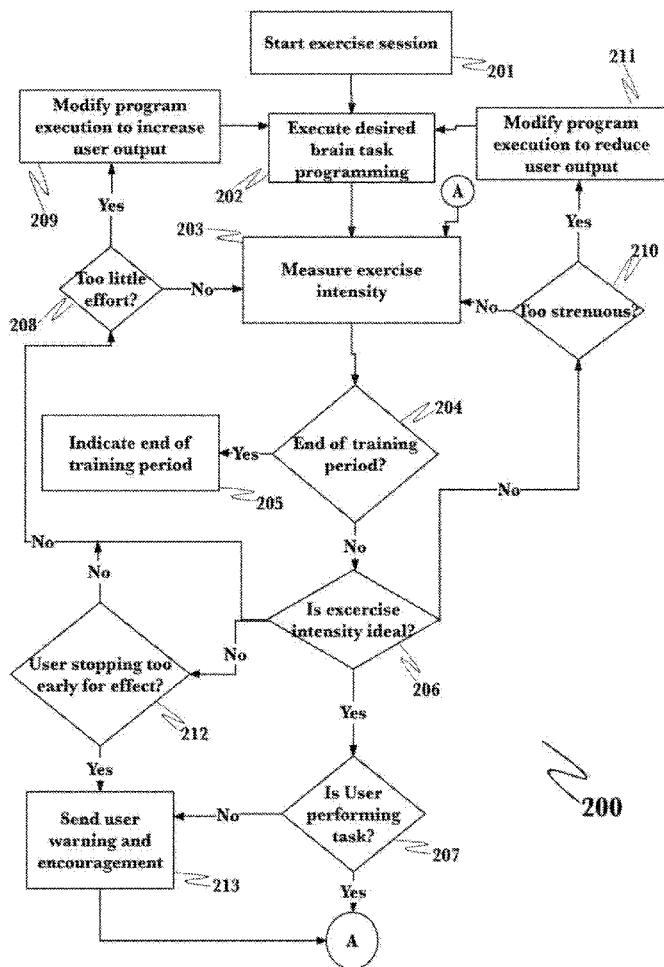 Start exercise session
201
211
Modify program
execution to increase
user output
209
Execute desired
brain task
programming
202
Modify program
execution to reduce
user output
A
Yes
Yes
203
Measure exercise
intensity
210
Too little
effort?
208
No
No
Too strenuous?
204
Indicate end of
training period
205
Yes
End of training
period?
No
No
No
No
Is excercise
intensity ideal?
206
No
User stopping too
early for effect?
212
Yes
Yes
200
Send user
warning and
encouragement
213
No
Is User
performing
task?
207
Yes
A